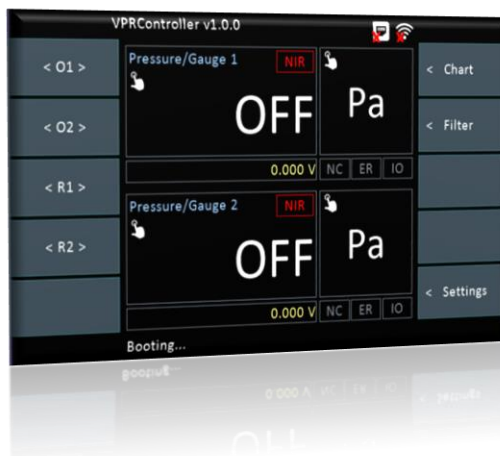 VPRController v1.0.0
< O1 >
< O2 >
< R1 >
< R2 >
Pressure/Gauge 1 NIR
OFF Pa
0.000 V NC ER IO
Pressure/Gauge 2 NIR
OFF Pa
0.000 V NC ER IO
< Chart
< Filter
< Settings
Booting...